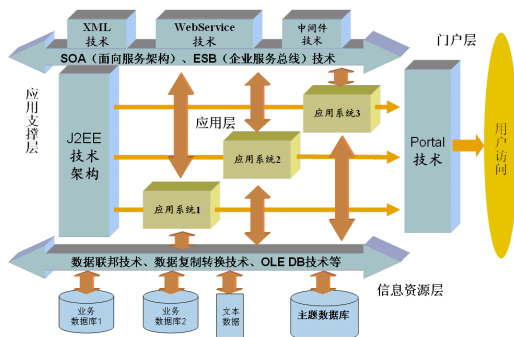 XML
技术
WebService
技术
中间件
技术
门户层
SOA（面向服务架构）、ESB（企业服务总线）技术
应用支撑层
J2EE
技术
架构
应用层
应用系统3
应用系统2
应用系统1
Portal
技术
用户访问
数据联邦技术、数据复制转换技术、OLE DB技术等
信息资源层
业务
数据库1
业务
数据库2
文本
数据
主题数据库